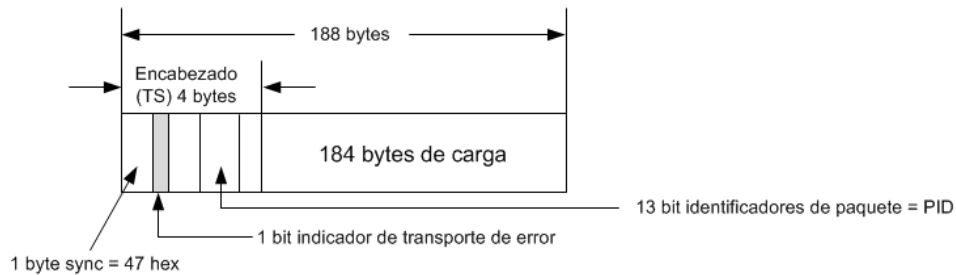 188 bytes
Encabezado
(TS) 4 bytes
184 bytes de carga
13 bit identificadores de paquete = PID
1 bit indicador de transporte de error
1 byte sync = 47 hex